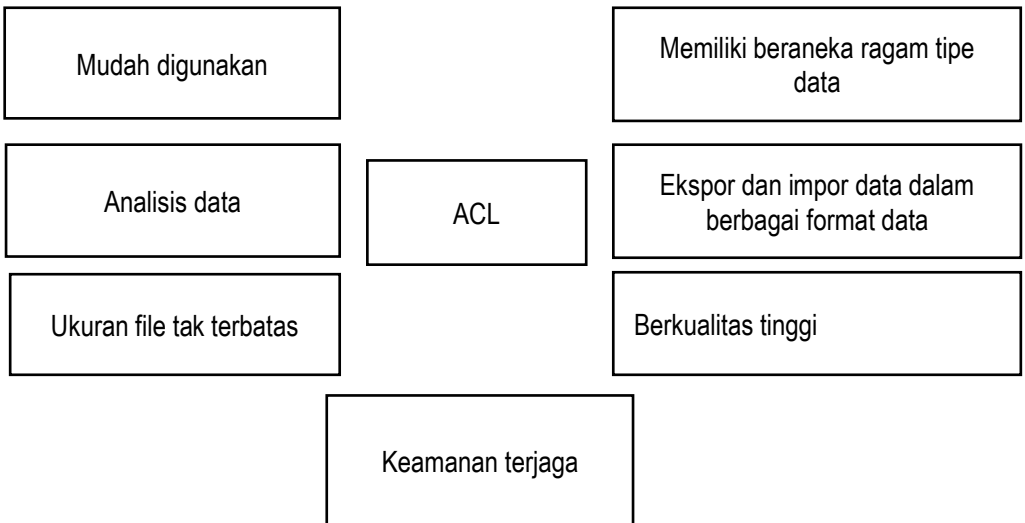 Mudah digunakan
Memiliki beraneka ragam tipe
data
Analisis data
ACL
Ekspor dan impor data dalam
berbagai format data
Ukuran file tak terbatas
Berkualitas tinggi
Keamanan terjaga